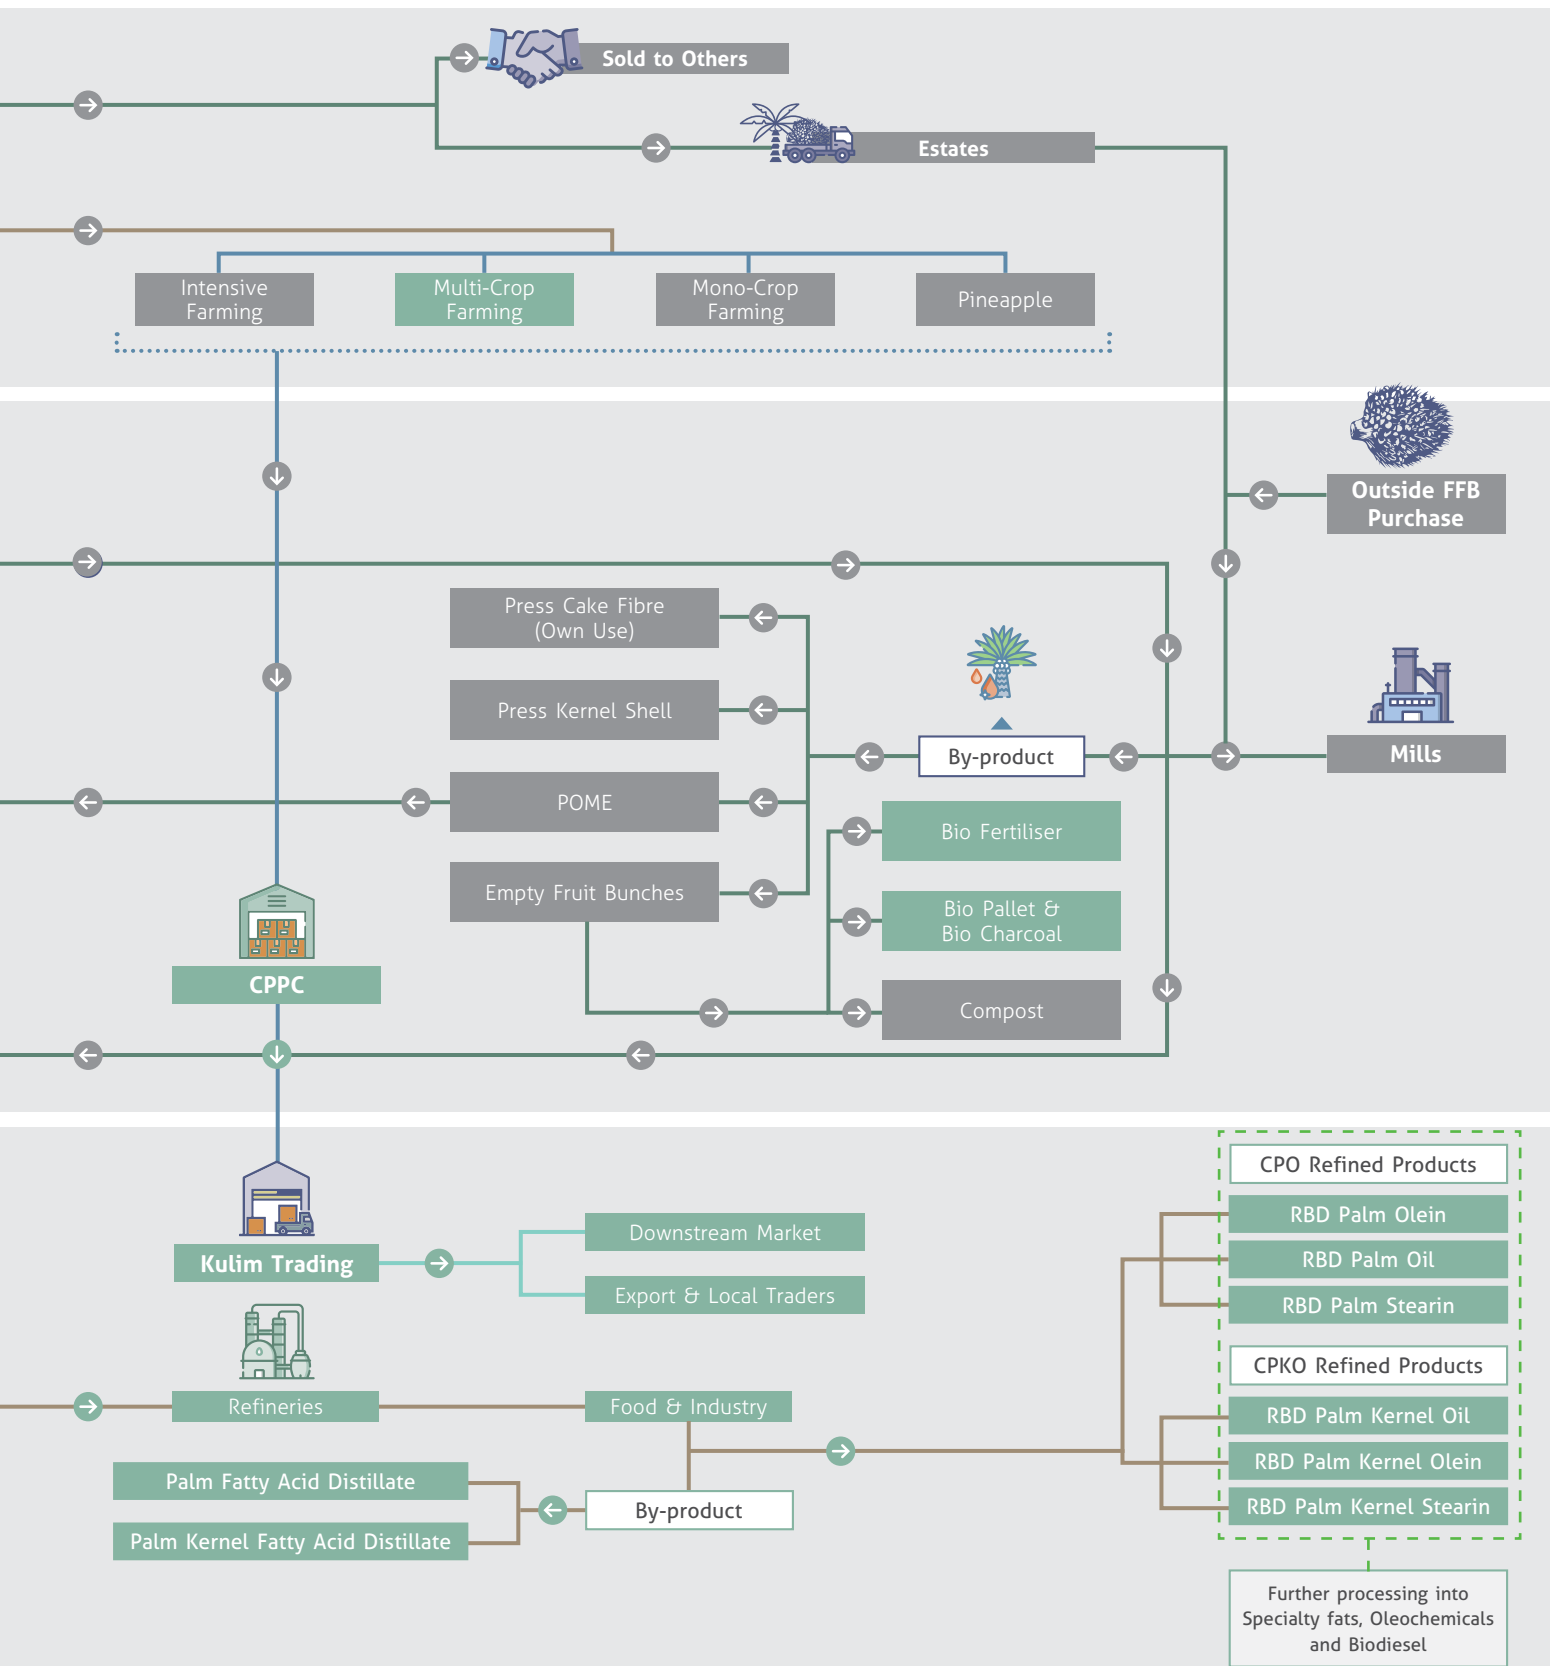 Sold to Others
Estates
Intensive
Farming
Multi-Crop
Farming
Mono-Crop
Farming
Pineapple
Outside FFB
Purchase
Press Cake Fibre
(Own Use)
Press Kernel Shell
By-product
Mills
POME
Bio Fertiliser
Empty Fruit Bunches
Bio Pallet &
Bio Charcoal
CPPC
Compost
CPO Refined Products
RBD Palm Olein
Downstream Market
Kulim Trading
RBD Palm Oil
Export & Local Traders
RBD Palm Stearin
CPKO Refined Products
Refineries
Food & Industry
RBD Palm Kernel Oil
RBD Palm Kernel Olein
Palm Fatty Acid Distillate
By-product
RBD Palm Kernel Stearin
Palm Kernel Fatty Acid Distillate
Further processing into
Specialty fats, Oleochemicals
and Biodiesel